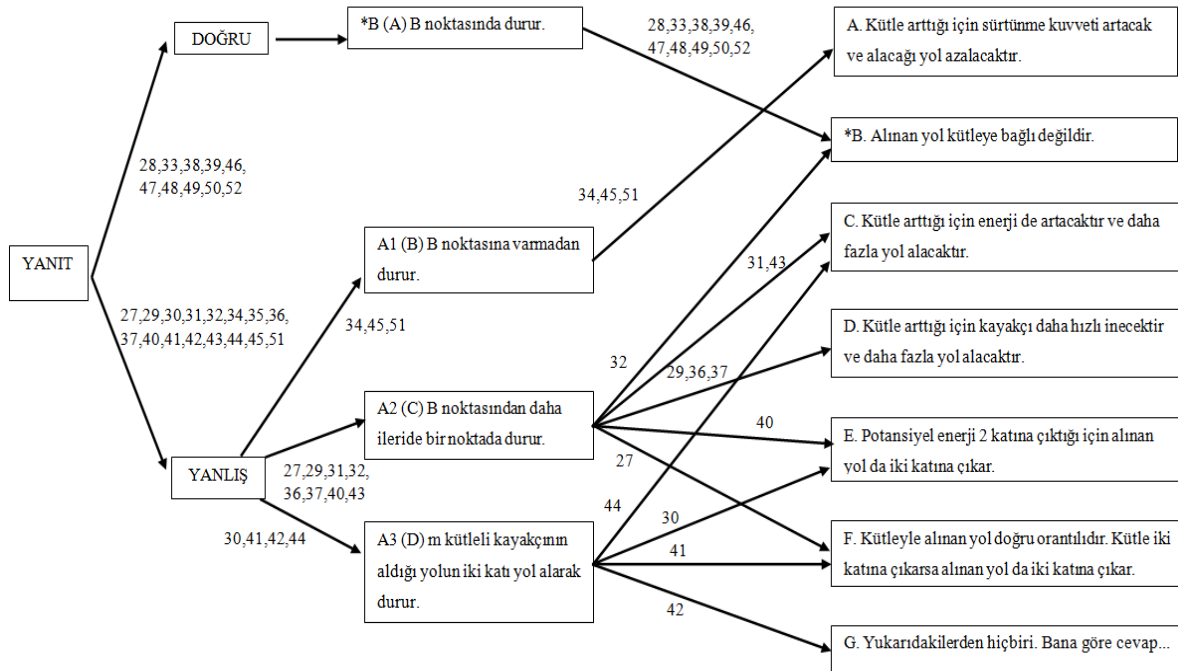 DOĞRU
*B (A) B noktasında durur.
28,33,38,39,46,
47,48,49,50,52
A. Kütle arttığı için sürtünme kuvveti artacak
ve alacağı yol azalacaktır.
*B. Alınan yol kütleye bağlı değildir.
28,33,38,39,46,
47,48,49,50,52
34,45,51
YANIT
A1 (B) B noktasına varmadan
durur.
C. Kütle arttığı için enerji de artacaktır ve daha
fazla yol alacaktır.
31,43
27,29,30,31,32,34,35,36,
37,40,41,42,43,44,45,51
34,45,51
D. Kütle arttığı için kayakçı daha hızlı inecektir
ve daha fazla yol alacaktır.
32
29,36,37
A2 (C) B noktasından daha
ileride bir noktada durur.
40
E. Potansiyel enerji 2 katına çıktığı için alınan
yol da iki katına çıkar.
YANLIŞ
27
27,29,31,32,
36,37,40,43
44
30
30,41,42,44
A3 (D) m kütleli kayakçının
aldığı yolun iki katı yol alarak
durur.
41
F. Kütleyle alınan yol doğru orantılıdır. Kütle iki
katına çıkarsa alınan yol da iki katına çıkar.
42
G. Yukarıdakilerden hiçbiri. Bana göre cevap...